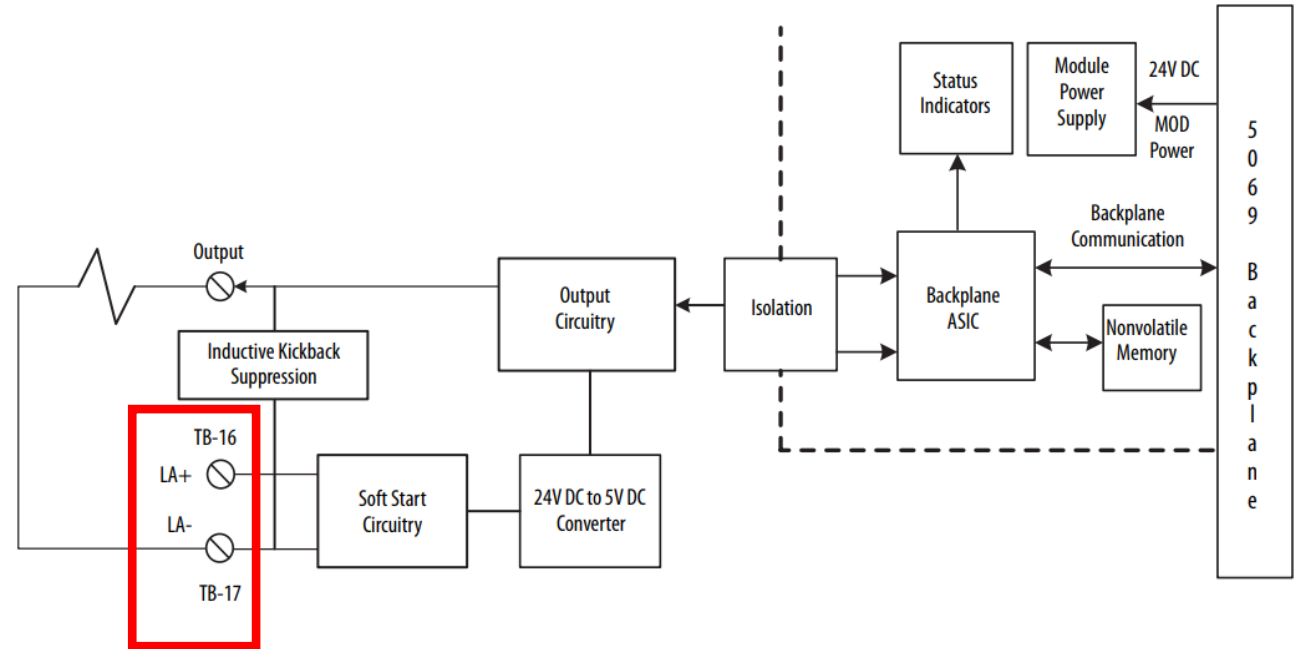 Status
Indicators
Module
Power
Supply
24V DC
MOD
Power
5
0
6
9
B
a
c
k
p
l
a
n
e
Backplane
Communication
Output
Output
Circuitry
Isolation
Backplane
ASIC
Nonvolatile
Memory
Inductive Kickback
Suppression
TB-16
LA+
LA-
TB-17
Soft Start
Circuitry
24V DC to 5V DC
Converter